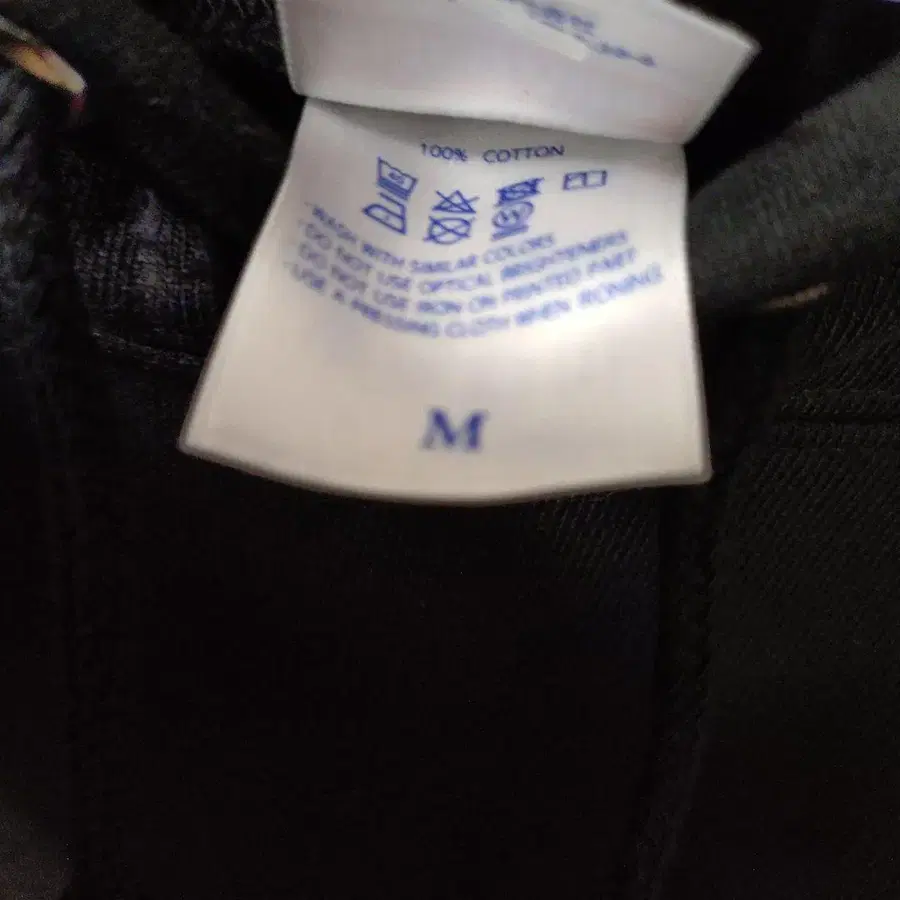 100% COTTON
· WASH WITH SIMILAR COLORS
· DO NOT USE OPTICAL BRIGHTENERS
· DO NOT USE IRON ON PRINTED PART
· USE A PRESSING CLOTH WHEN IRONING
M